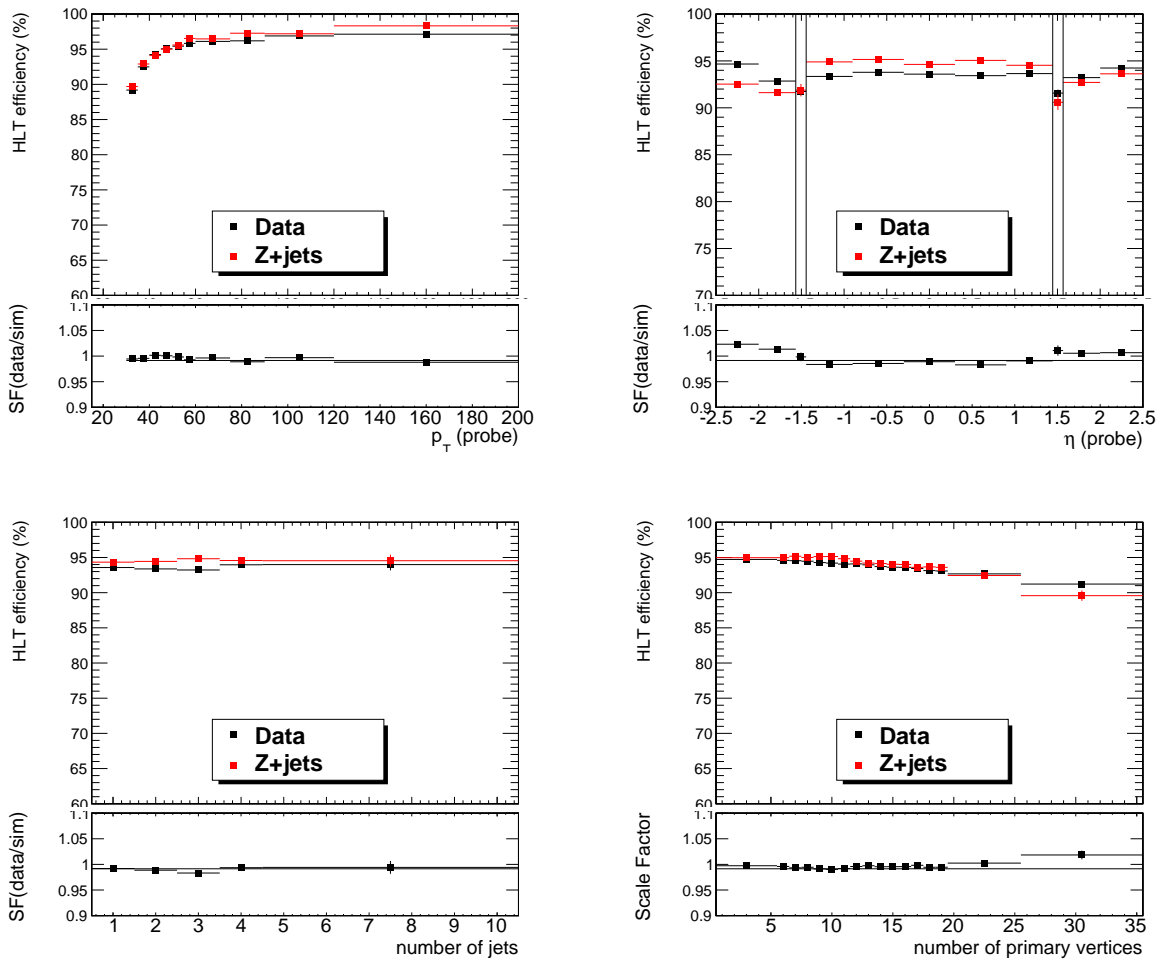 HLT efficiency (%)
100
95
90
85
80
75
70
65
60
Data
Z+jets
SF(data/sim)
1.1
1.05
1
0.95
0.9
20 40 60 80 100 120 140 160 180 200
p_T (probe)
HLT efficiency (%)
100
95
90
85
80
75
70
Data
Z+jets
SF(data/sim)
1.1
1.05
1
0.95
0.9
-2.5 -2 -1.5 -1 -0.5 0 0.5 1 1.5 2 2.5
η (probe)
HLT efficiency (%)
100
95
90
85
80
75
70
65
60
Data
Z+jets
SF(data/sim)
1.1
1.05
1
0.95
0.9
1 2 3 4 5 6 7 8 9 10
number of jets
HLT efficiency (%)
100
95
90
85
80
75
70
65
60
Data
Z+jets
Scale Factor
1.1
1.05
1
0.95
0.9
5 10 15 20 25 30 35
number of primary vertices